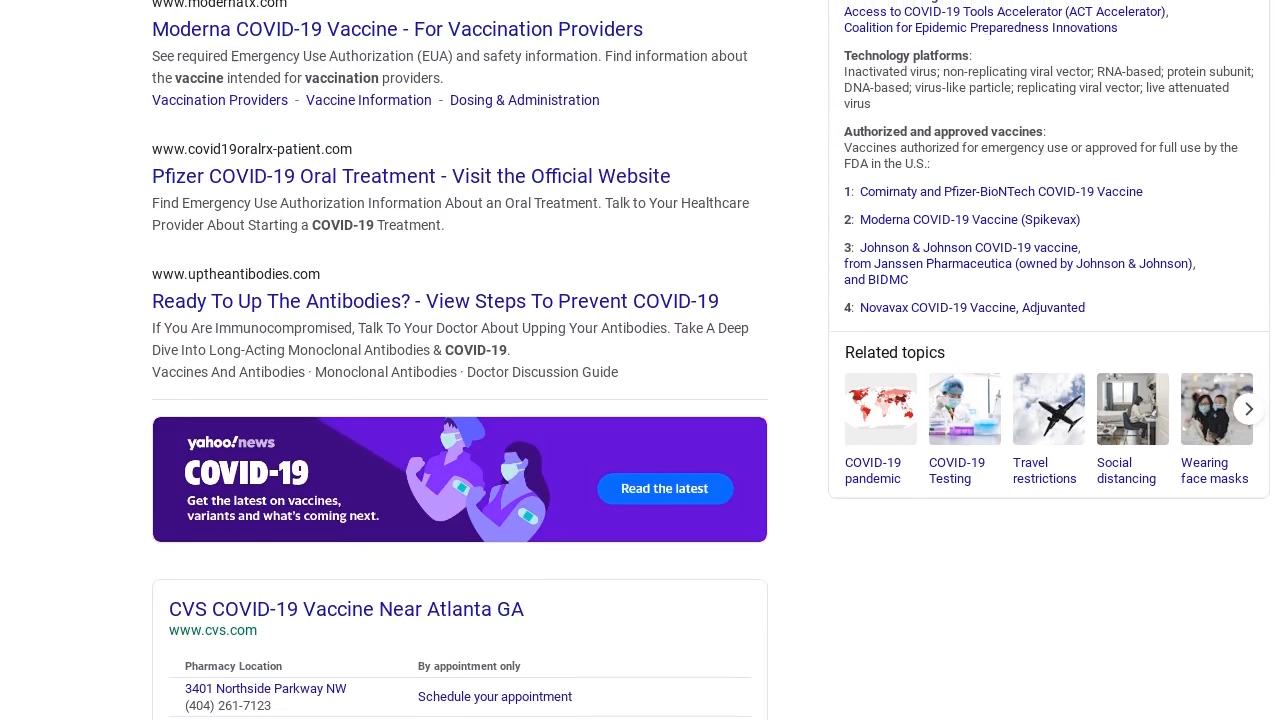 www.modernatx.com
Moderna COVID-19 Vaccine - For Vaccination Providers
See required Emergency Use Authorization (EUA) and safety information. Find information about
the vaccine intended for vaccination providers.
Vaccination Providers - Vaccine Information - Dosing & Administration
www.covid19oralrx-patient.com
Pfizer COVID-19 Oral Treatment - Visit the Official Website
Find Emergency Use Authorization Information About an Oral Treatment. Talk to Your Healthcare
Provider About Starting a COVID-19 Treatment.
www.uptheantibodies.com
Ready To Up The Antibodies? - View Steps To Prevent COVID-19
If You Are Immunocompromised, Talk To Your Doctor About Upping Your Antibodies. Take A Deep
Dive Into Long-Acting Monoclonal Antibodies & COVID-19.
Vaccines And Antibodies · Monoclonal Antibodies · Doctor Discussion Guide
yahoo!news
COVID-19
Get the latest on vaccines,
variants and what's coming next.
Read the latest
CVS COVID-19 Vaccine Near Atlanta GA
www.cvs.com
Pharmacy Location
By appointment only
3401 Northside Parkway NW
(404) 261-7123
Schedule your appointment
Access to COVID-19 Tools Accelerator (ACT Accelerator),
Coalition for Epidemic Preparedness Innovations
Technology platforms:
Inactivated virus; non-replicating viral vector; RNA-based; protein subunit;
DNA-based; virus-like particle; replicating viral vector; live attenuated
virus
Authorized and approved vaccines:
Vaccines authorized for emergency use or approved for full use by the
FDA in the U.S.:
1: Comirnaty and Pfizer-BioNTech COVID-19 Vaccine
2: Moderna COVID-19 Vaccine (Spikevax)
3: Johnson & Johnson COVID-19 vaccine,
from Janssen Pharmaceutica (owned by Johnson & Johnson),
and BIDMC
4: Novavax COVID-19 Vaccine, Adjuvanted
Related topics
COVID-19
pandemic
COVID-19
Testing
Travel
restrictions
Social
distancing
Wearing
face masks